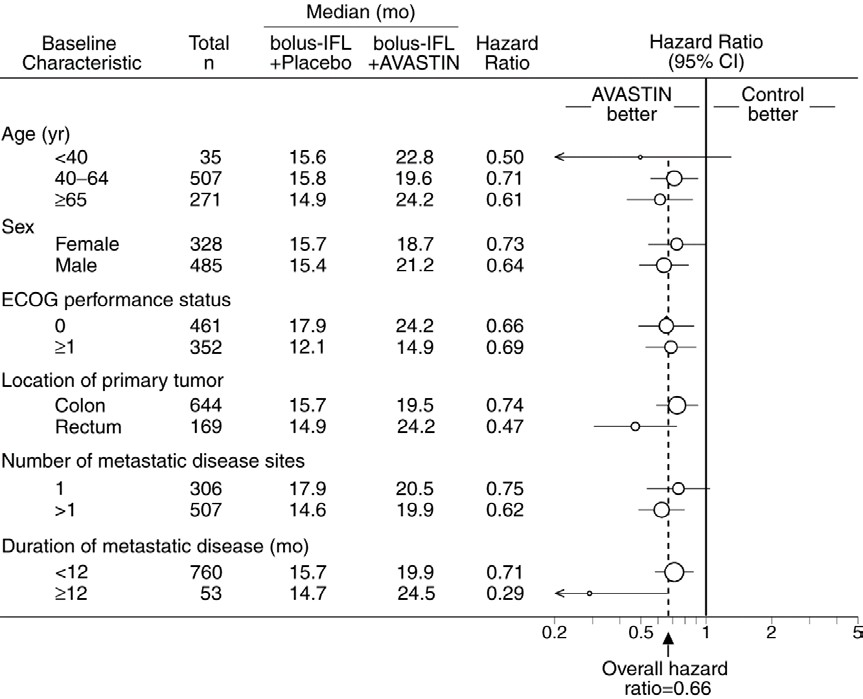 Median (mo)
Baseline Characteristic Total n bolus-IFL +Placebo bolus-IFL +AVASTIN Hazard Ratio Hazard Ratio (95% CI)
AVASTIN better Control better
Age (yr)
<40 35 15.6 22.8 0.50
40–64 507 15.8 19.6 0.71
≥65 271 14.9 24.2 0.61
Sex
Female 328 15.7 18.7 0.73
Male 485 15.4 21.2 0.64
ECOG performance status
0 461 17.9 24.2 0.66
≥1 352 12.1 14.9 0.69
Location of primary tumor
Colon 644 15.7 19.5 0.74
Rectum 169 14.9 24.2 0.47
Number of metastatic disease sites
1 306 17.9 20.5 0.75
>1 507 14.6 19.9 0.62
Duration of metastatic disease (mo)
<12 760 15.7 19.9 0.71
≥12 53 14.7 24.5 0.29
0.2 0.5 1 2 5
Overall hazard
ratio=0.66